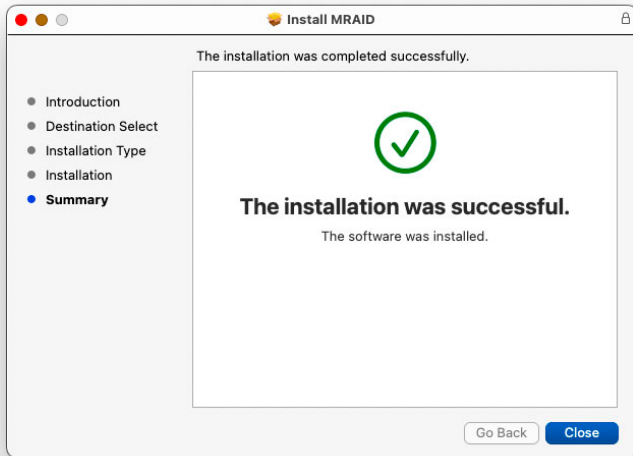 Install MRAID
The installation was completed successfully.
Introduction
Destination Select
Installation Type
Installation
Summary
The installation was successful.
The software was installed.
Go Back
Close